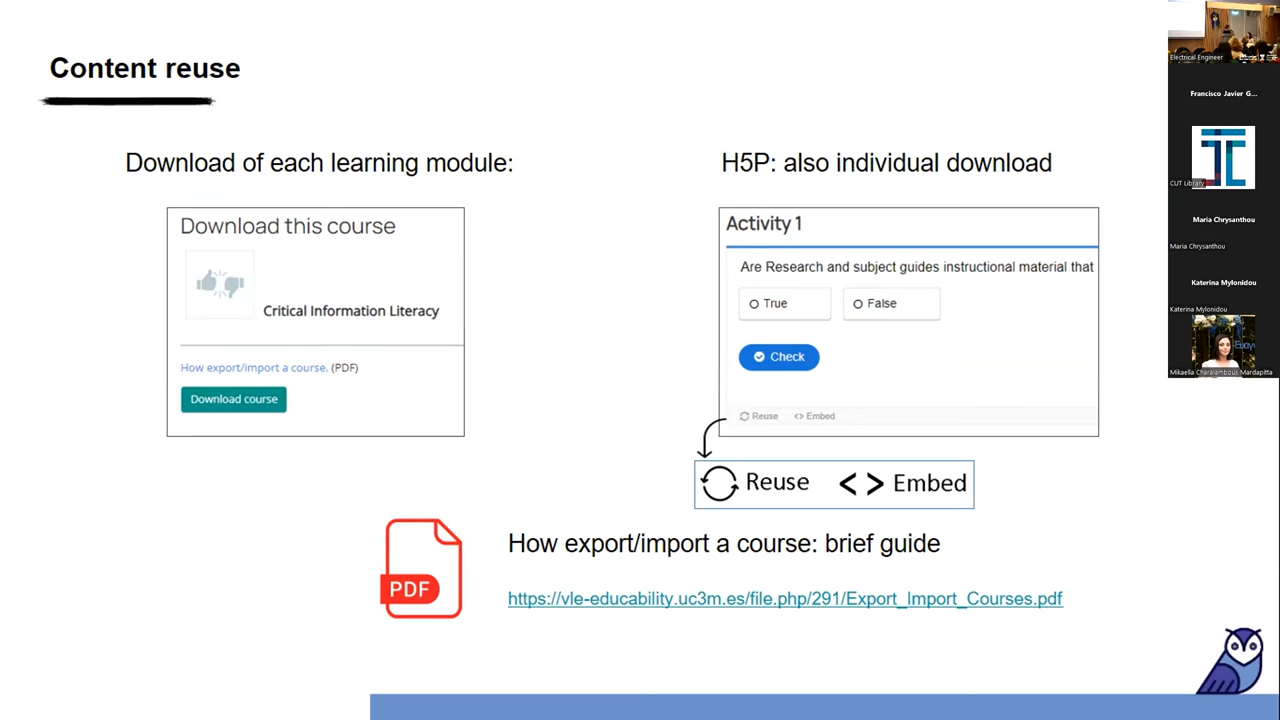 Content reuse
Download of each learning module:
Download this course
Critical Information Literacy
How export/import a course. (PDF)
Download course
H5P: also individual download
Activity 1
Are Research and subject guides instructional material that
True
False
Check
Reuse
Embed
Reuse
< > Embed
PDF
How export/import a course: brief guide
https://vle-educability.uc3m.es/file.php/291/Export_Import_Courses.pdf
Electrical Engineer
Francisco Javier G...
CUT Library
Maria Chrysanthou
Maria Chrysanthou
Katerina Mylonidou
Katerina Mylonidou
Mikaella Charalambous Mardapitta